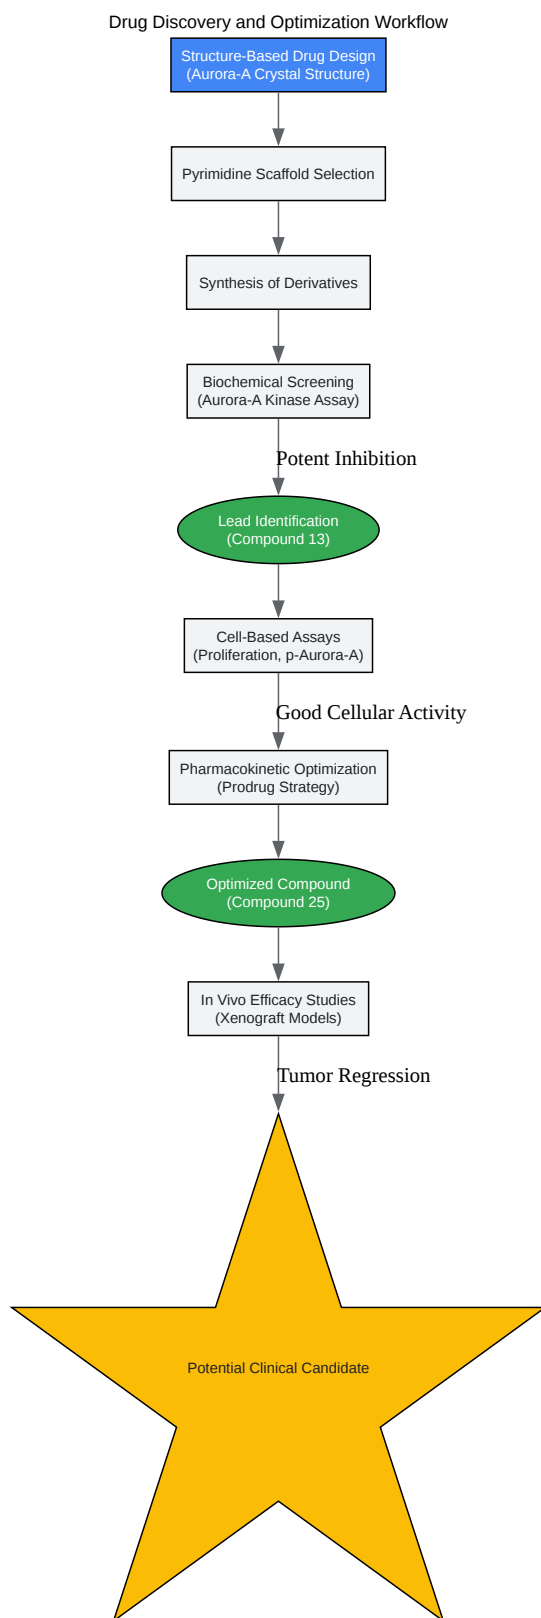 Drug Discovery and Optimization Workflow
Structure-Based Drug Design
(Aurora-A Crystal Structure)
Pyrimidine Scaffold Selection
Synthesis of Derivatives
Biochemical Screening
(Aurora-A Kinase Assay)
Potent Inhibition
Lead Identification
(Compound 13)
Cell-Based Assays
(Proliferation, p-Aurora-A)
Good Cellular Activity
Pharmacokinetic Optimization
(Prodrug Strategy)
Optimized Compound
(Compound 25)
In Vivo Efficacy Studies
(Xenograft Models)
Tumor Regression
Potential Clinical Candidate